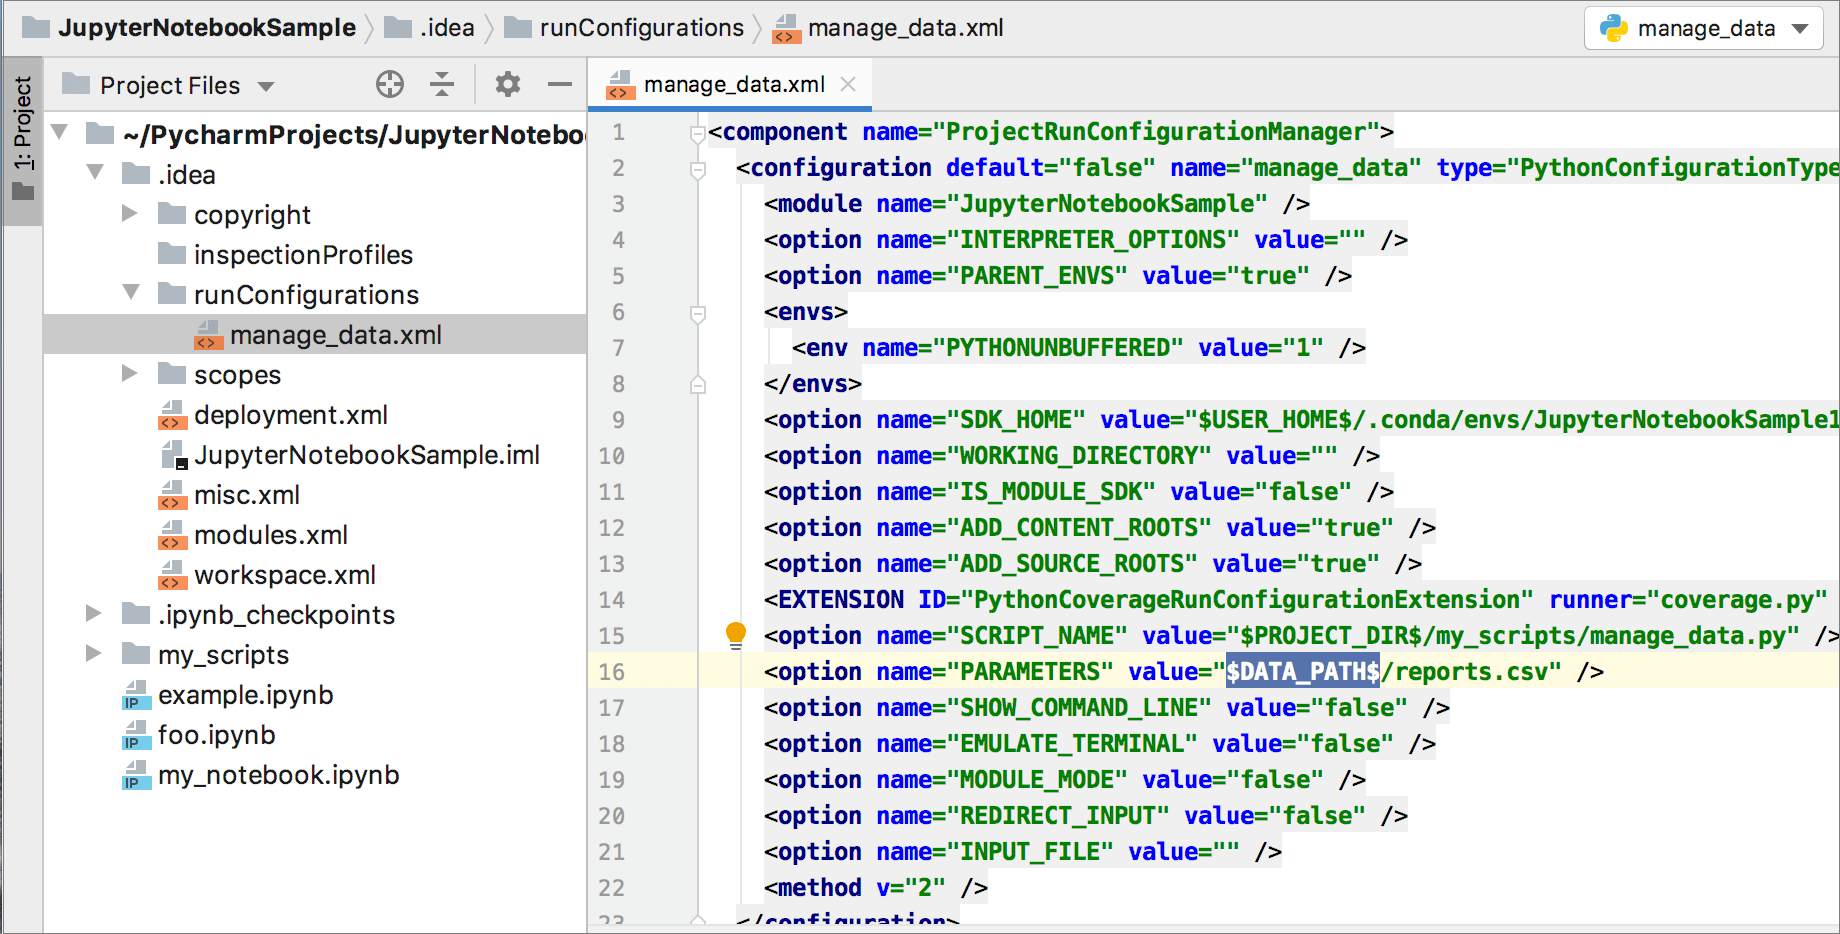 JupyterNotebookSample .idea runConfigurations manage_data.xml manage_data
1: Project
Project Files
~/PycharmProjects/JupyterNotebo
.idea
copyright
inspectionProfiles
runConfigurations
manage_data.xml
scopes
deployment.xml
JupyterNotebookSample.iml
misc.xml
modules.xml
workspace.xml
.ipynb_checkpoints
my_scripts
example.ipynb
foo.ipynb
my_notebook.ipynb
manage_data.xml
1 <component name="ProjectRunConfigurationManager">
2 <configuration default="false" name="manage_data" type="PythonConfigurationType
3 <module name="JupyterNotebookSample" />
4 <option name="INTERPRETER_OPTIONS" value="" />
5 <option name="PARENT_ENVS" value="true" />
6 <envs>
7 <env name="PYTHONUNBUFFERED" value="1" />
8 </envs>
9 <option name="SDK_HOME" value="$USER_HOME$/.conda/envs/JupyterNotebookSample1
10 <option name="WORKING_DIRECTORY" value="" />
11 <option name="IS_MODULE_SDK" value="false" />
12 <option name="ADD_CONTENT_ROOTS" value="true" />
13 <option name="ADD_SOURCE_ROOTS" value="true" />
14 <EXTENSION ID="PythonCoverageRunConfigurationExtension" runner="coverage.py"
15 <option name="SCRIPT_NAME" value="$PROJECT_DIR$/my_scripts/manage_data.py" />
16 <option name="PARAMETERS" value="$DATA_PATH$/reports.csv" />
17 <option name="SHOW_COMMAND_LINE" value="false" />
18 <option name="EMULATE_TERMINAL" value="false" />
19 <option name="MODULE_MODE" value="false" />
20 <option name="REDIRECT_INPUT" value="false" />
21 <option name="INPUT_FILE" value="" />
22 <method v="2" />
23 </configuration>